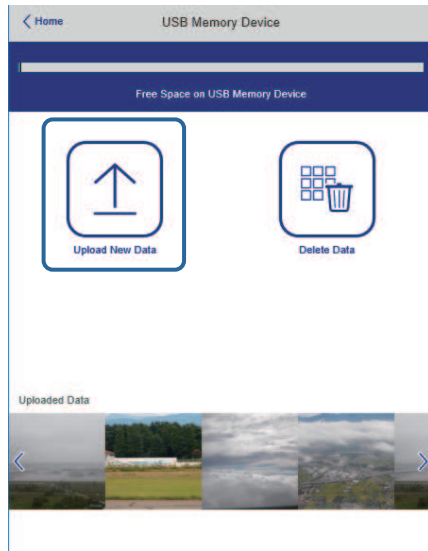 Home
USB Memory Device
Free Space on USB Memory Device
Upload New Data
Delete Data
Uploaded Data